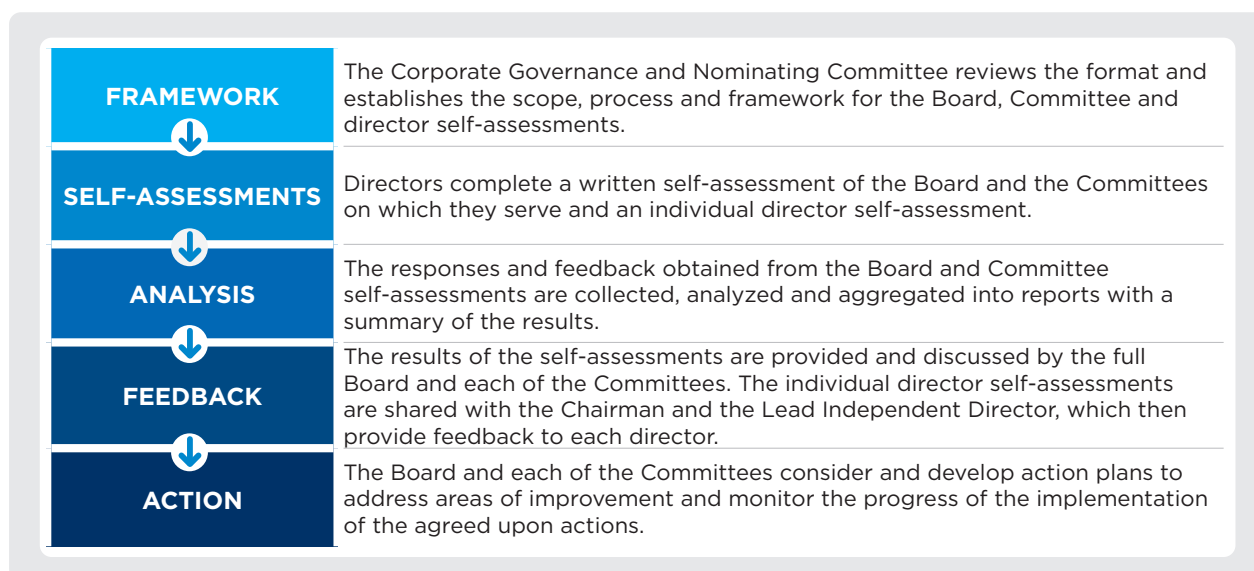 FRAMEWORK
The Corporate Governance and Nominating Committee reviews the format and
establishes the scope, process and framework for the Board, Committee and
director self-assessments.
SELF-ASSESSMENTS
Directors complete a written self-assessment of the Board and the Committees
on which they serve and an individual director self-assessment.
ANALYSIS
The responses and feedback obtained from the Board and Committee
self-assessments are collected, analyzed and aggregated into reports with a
summary of the results.
FEEDBACK
The results of the self-assessments are provided and discussed by the full
Board and each of the Committees. The individual director self-assessments
are shared with the Chairman and the Lead Independent Director, which then
provide feedback to each director.
ACTION
The Board and each of the Committees consider and develop action plans to
address areas of improvement and monitor the progress of the implementation
of the agreed upon actions.